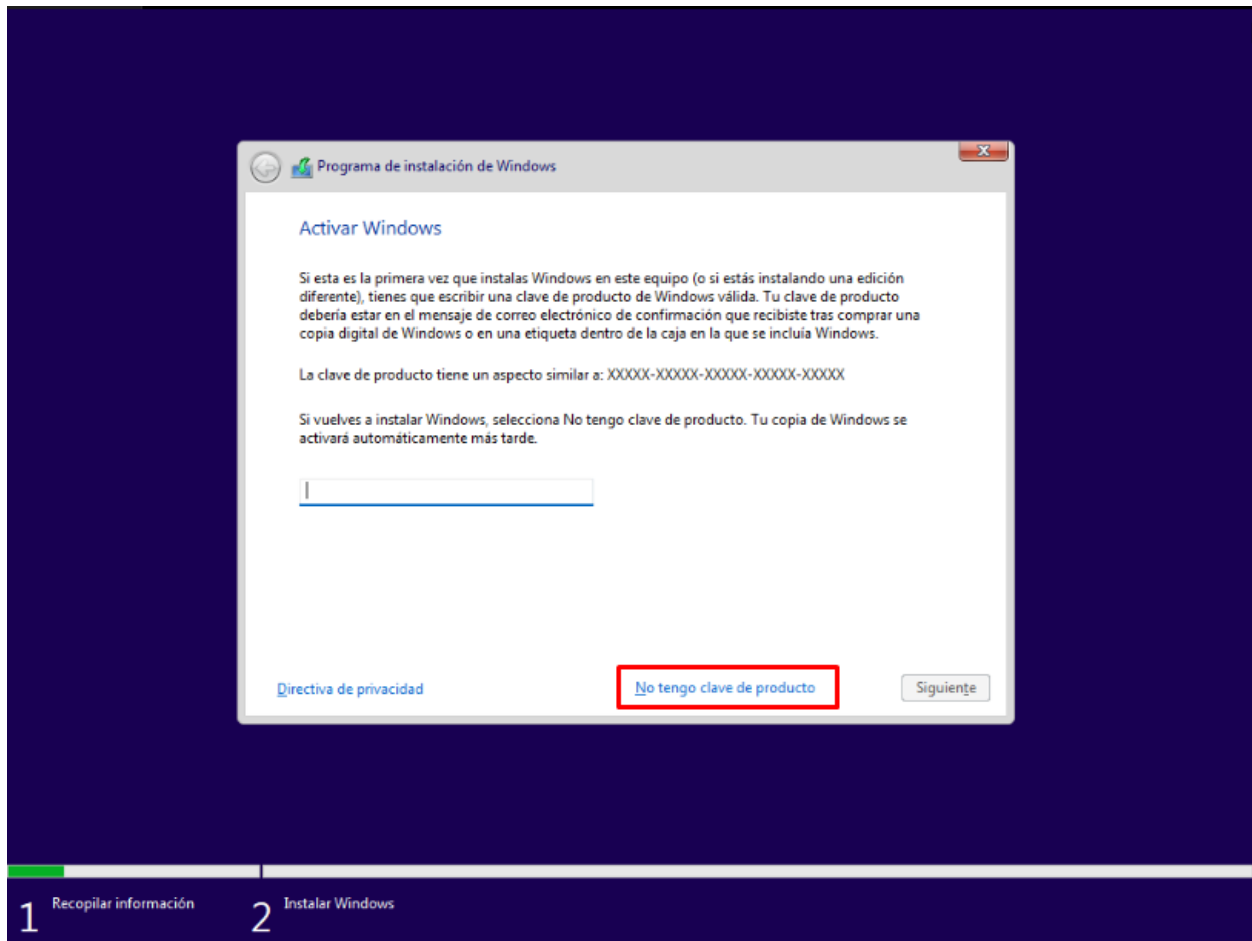 Programa de instalación de Windows
Activar Windows
Si esta es la primera vez que instalas Windows en este equipo (o si estás instalando una edición
diferente), tienes que escribir una clave de producto de Windows válida. Tu clave de producto
debería estar en el mensaje de correo electrónico de confirmación que recibiste tras comprar una
copia digital de Windows o en una etiqueta dentro de la caja en la que se incluía Windows.
La clave de producto tiene un aspecto similar a: XXXXX-XXXXX-XXXXX-XXXXX-XXXXX
Si vuelves a instalar Windows, selecciona No tengo clave de producto. Tu copia de Windows se
activará automáticamente más tarde.
Directiva de privacidad
No tengo clave de producto
Siguiente
1 Recopilar información
2 Instalar Windows